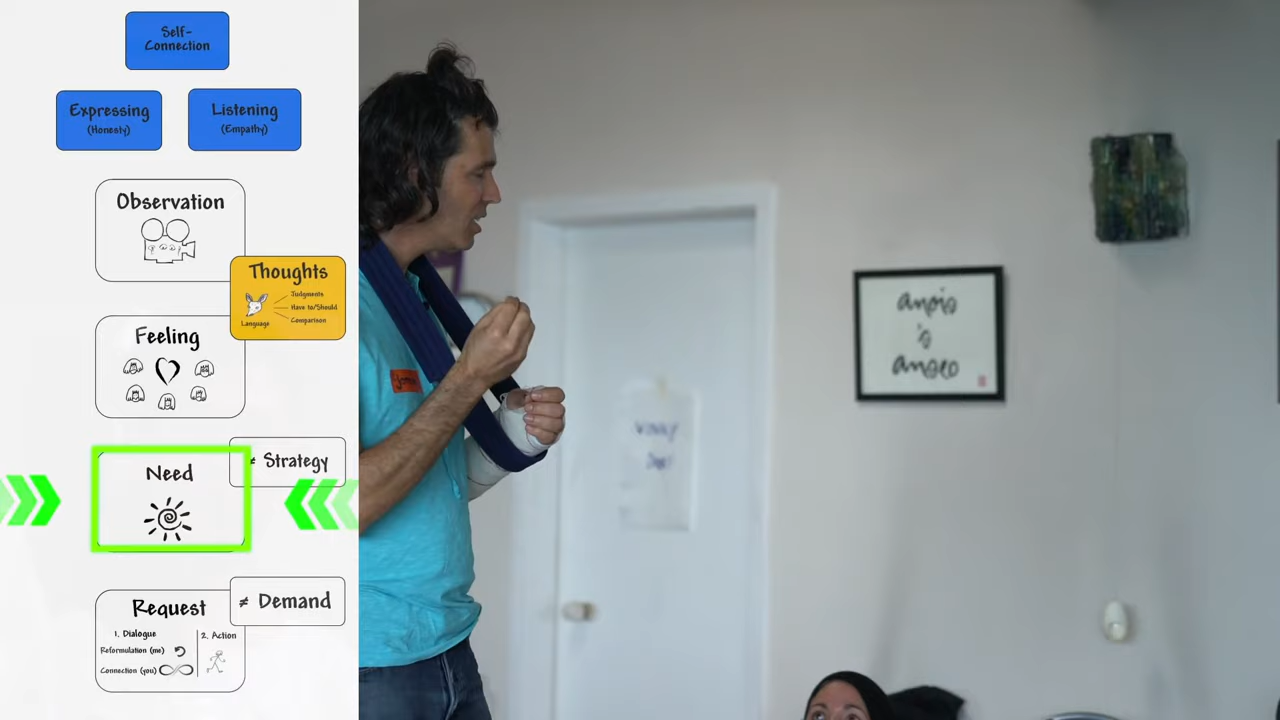 Self-
Connection
Expressing
(Honesty)
Listening
(Empathy)
Observation
Thoughts
Judgments
Have to/Should
Comparison
Language
Feeling
≠ Strategy
Need
≠ Demand
Request
1. Dialogue
2. Action
Reformulation (me)
Connection (you)